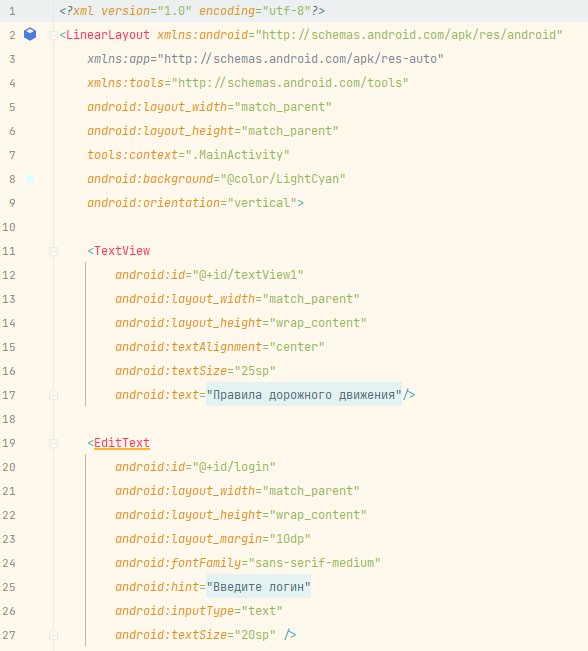 1 <?xml version="1.0" encoding="utf-8"?>
2 <LinearLayout xmlns:android="http://schemas.android.com/apk/res/android"
3 xmlns:app="http://schemas.android.com/apk/res-auto"
4 xmlns:tools="http://schemas.android.com/tools"
5 android:layout_width="match_parent"
6 android:layout_height="match_parent"
7 tools:context=".MainActivity"
8 android:background="@color/LightCyan"
9 android:orientation="vertical">
10
11 <TextView
12 android:id="@+id/textView1"
13 android:layout_width="match_parent"
14 android:layout_height="wrap_content"
15 android:textAlignment="center"
16 android:textSize="25sp"
17 android:text="Правила дорожного движения"/>
18
19 <EditText
20 android:id="@+id/login"
21 android:layout_width="match_parent"
22 android:layout_height="wrap_content"
23 android:layout_margin="10dp"
24 android:fontFamily="sans-serif-medium"
25 android:hint="Введите логин"
26 android:inputType="text"
27 android:textSize="20sp" />